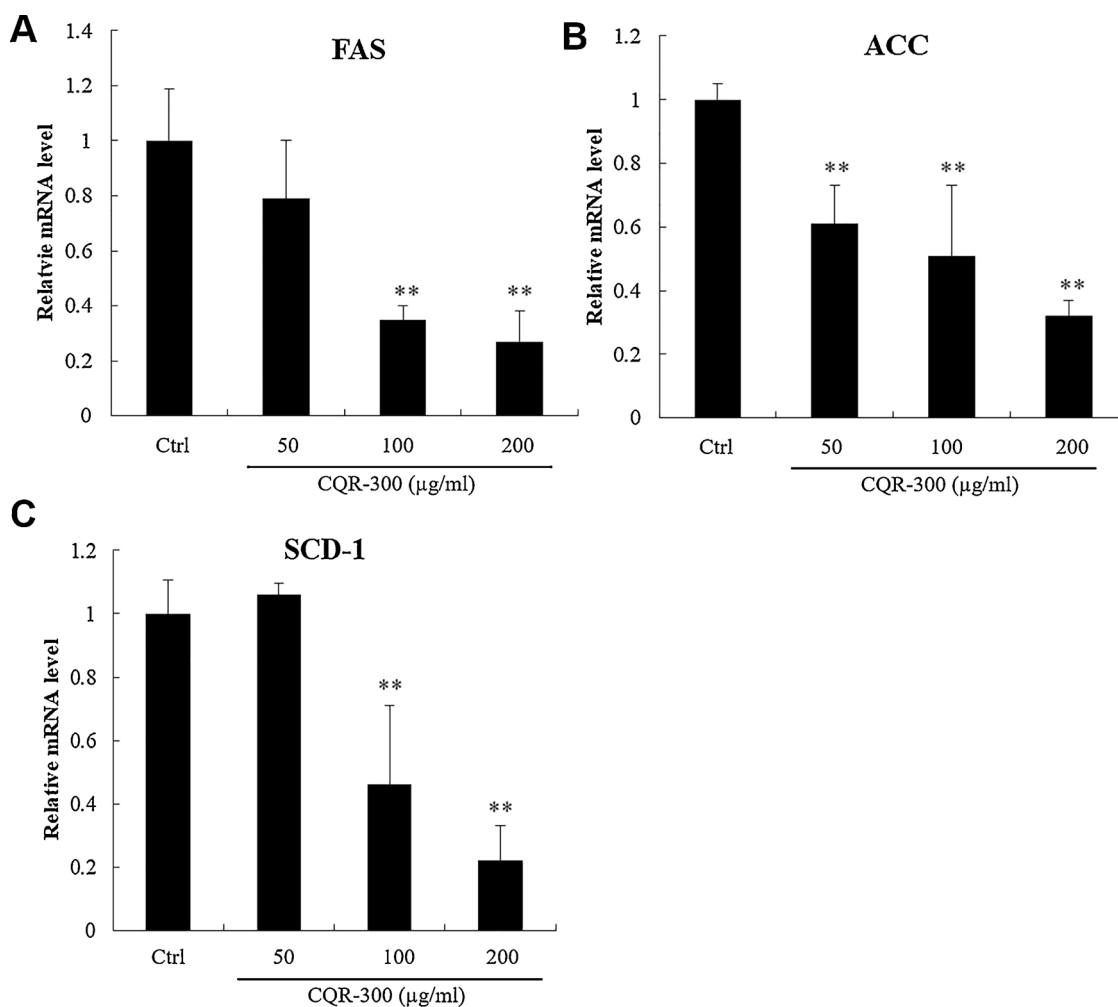 A
FAS
Relatvie mRNA level
1.4
1.2
1
0.8
0.6
0.4
0.2
0
**
**
Ctrl
50
100
200
CQR-300 (µg/ml)
B
ACC
Relative mRNA level
1.2
1
0.8
0.6
0.4
0.2
0
**
**
**
Ctrl
50
100
200
CQR-300 (µg/ml)
C
SCD-1
Relative mRNA level
1.2
1
0.8
0.6
0.4
0.2
0
**
**
Ctrl
50
100
200
CQR-300 (µg/ml)